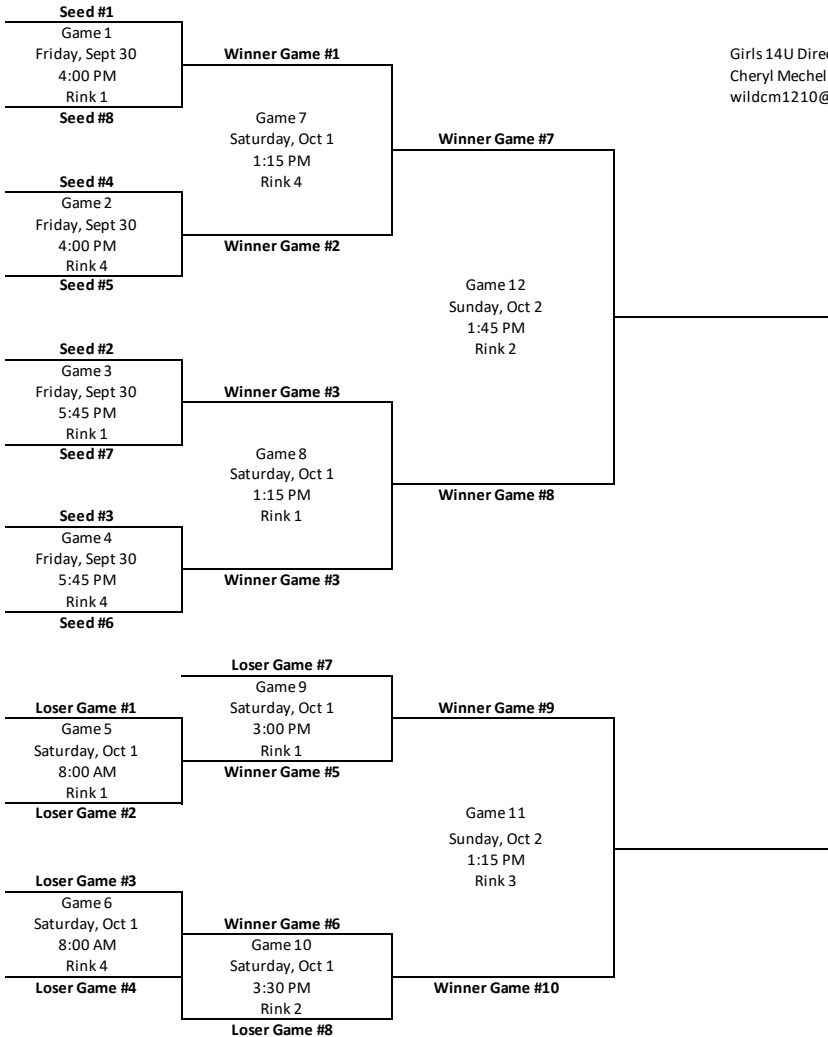 Seed #1
Game 1
Friday, Sept 30
4:00 PM
Rink 1
Seed #8
Winner Game #1
Game 7
Saturday, Oct 1
1:15 PM
Rink 4
Winner Game #2
Seed #4
Game 2
Friday, Sept 30
4:00 PM
Rink 4
Seed #5
Winner Game #7
Game 12
Sunday, Oct 2
1:45 PM
Rink 2
Winner Game #8
Girls 14U
Cheryl Mechel
wildcm1210@
Seed #2
Game 3
Friday, Sept 30
5:45 PM
Rink 1
Seed #7
Winner Game #3
Game 8
Saturday, Oct 1
1:15 PM
Rink 1
Winner Game #3
Seed #3
Game 4
Friday, Sept 30
5:45 PM
Rink 4
Seed #6
Loser Game #7
Game 9
Saturday, Oct 1
3:00 PM
Rink 1
Winner Game #5
Loser Game #1
Game 5
Saturday, Oct 1
8:00 AM
Rink 1
Loser Game #2
Winner Game #9
Game 11
Sunday, Oct 2
1:15 PM
Rink 3
Winner Game #10
Loser Game #3
Game 6
Saturday, Oct 1
8:00 AM
Rink 4
Loser Game #4
Winner Game #6
Game 10
Saturday, Oct 1
3:30 PM
Rink 2
Loser Game #8